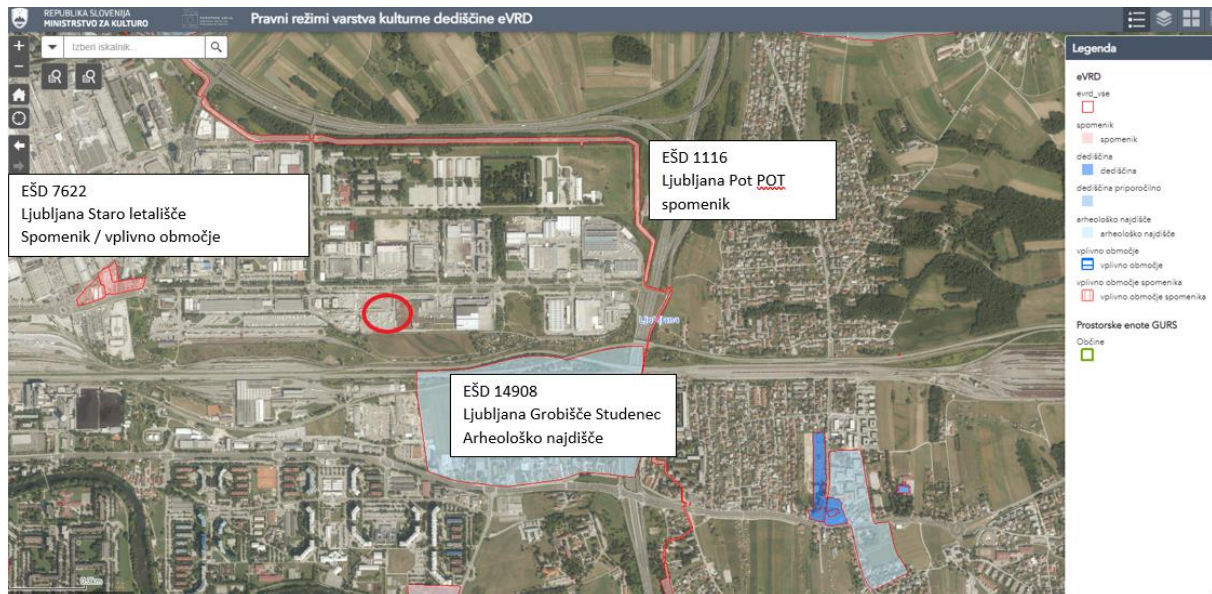 REPUBLIKA SLOVENIJA
MINISTRSTVO ZA KULTURO
Pravni režimi varstva kulturne dediščine eVRD
Izberi iskalnik...
Legenda
eVRD
evrd_vse
spomenik
spomenik
dediščina
dediščina
dediščina priporočilno
arheološko najdišče
arheološko najdišče
vplivno območje
vplivno območje
vplivno območje spomenika
vplivno območje spomenika
Prostorske enote GURS
Občine
EŠD 7622
Ljubljana Staro letališče
Spomenik / vplivno območje
EŠD 1116
Ljubljana Pot POT
spomenik
Ljubljana
EŠD 14908
Ljubljana Grobišče Studenec
Arheološko najdišče